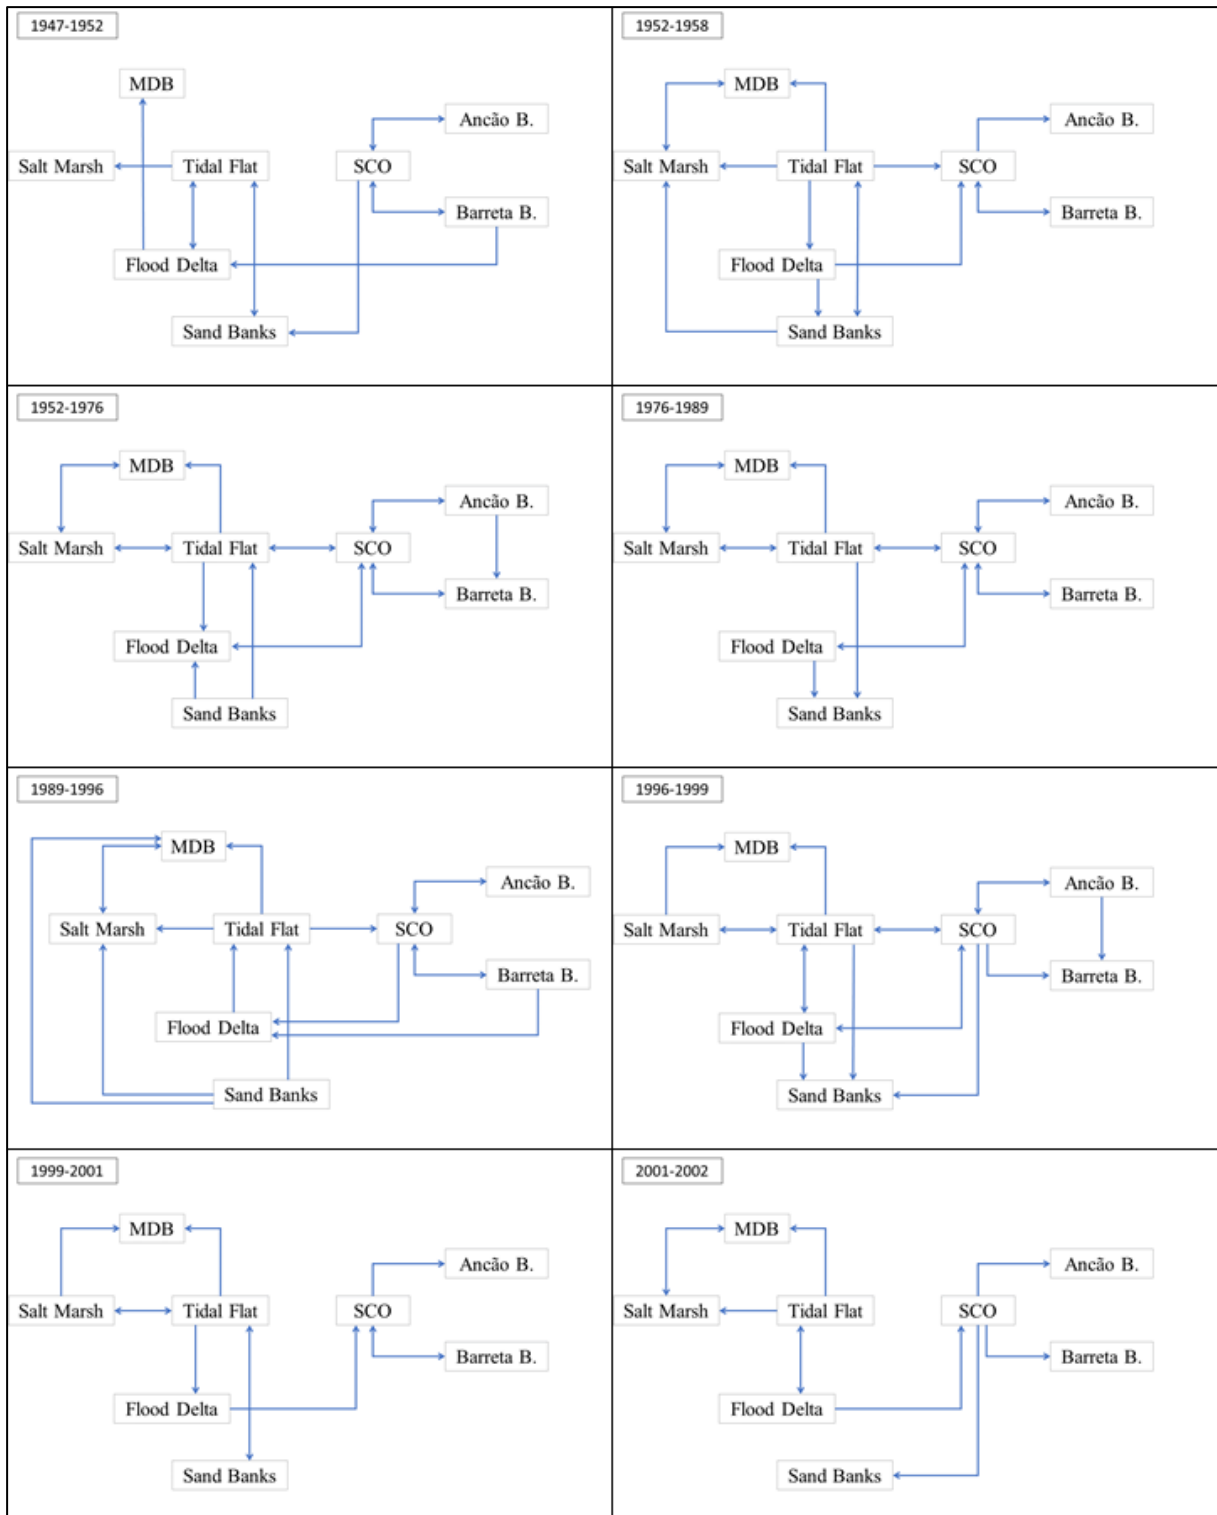 1947-1952
MDB
Ancão B.
Salt Marsh Tidal Flat SCO
Barreta B.
Flood Delta
Sand Banks
1952-1958
MDB
Ancão B.
Salt Marsh Tidal Flat SCO
Barreta B.
Flood Delta
Sand Banks
1952-1976
MDB
Ancão B.
Salt Marsh Tidal Flat SCO
Barreta B.
Flood Delta
Sand Banks
1976-1989
MDB
Ancão B.
Salt Marsh Tidal Flat SCO
Barreta B.
Flood Delta
Sand Banks
1989-1996
MDB
Ancão B.
Salt Marsh Tidal Flat SCO
Barreta B.
Flood Delta
Sand Banks
1996-1999
MDB
Ancão B.
Salt Marsh Tidal Flat SCO
Barreta B.
Flood Delta
Sand Banks
1999-2001
MDB
Ancão B.
Salt Marsh Tidal Flat SCO
Barreta B.
Flood Delta
Sand Banks
2001-2002
MDB
Ancão B.
Salt Marsh Tidal Flat SCO
Barreta B.
Flood Delta
Sand Banks